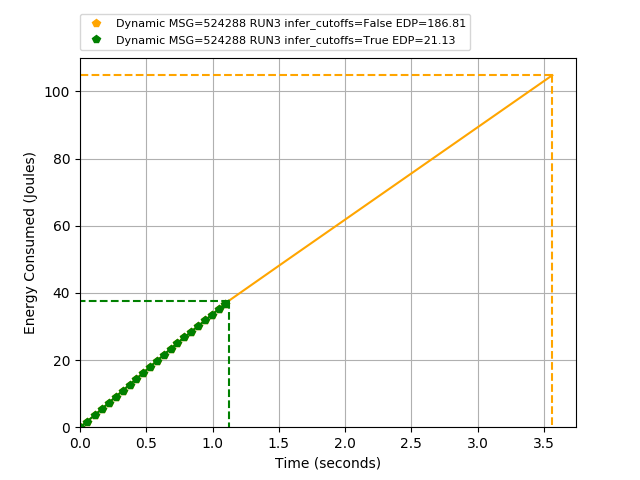 Dynamic MSG=524288 RUN3 infer_cutoffs=False EDP=186.81
Dynamic MSG=524288 RUN3 infer_cutoffs=True EDP=21.13
100
80
60
40
20
0
Energy Consumed (Joules)
0.0 0.5 1.0 1.5 2.0 2.5 3.0 3.5
Time (seconds)